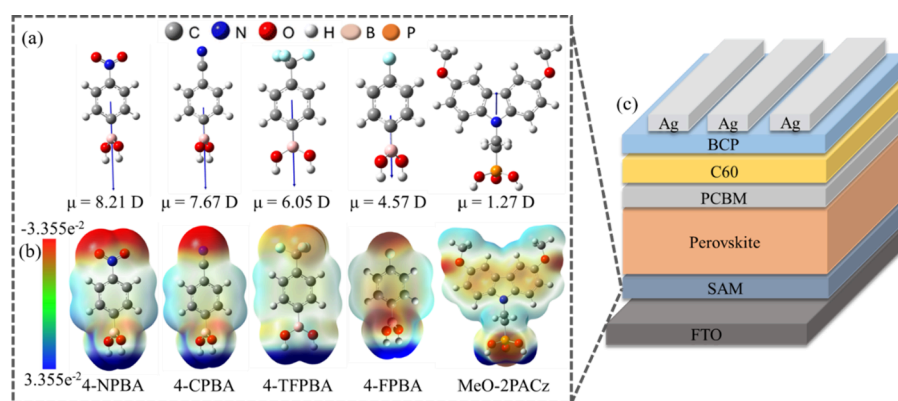 C N O H B P
(a)
μ = 8.21 D μ = 7.67 D μ = 6.05 D μ = 4.57 D μ = 1.27 D
(b)
-3.355e⁻²
3.355e⁻²
4-NPBA 4-CPBA 4-TFPBA 4-FPBA MeO-2PACz
(c)
Ag Ag Ag
BCP
C60
PCBM
Perovskite
SAM
FTO